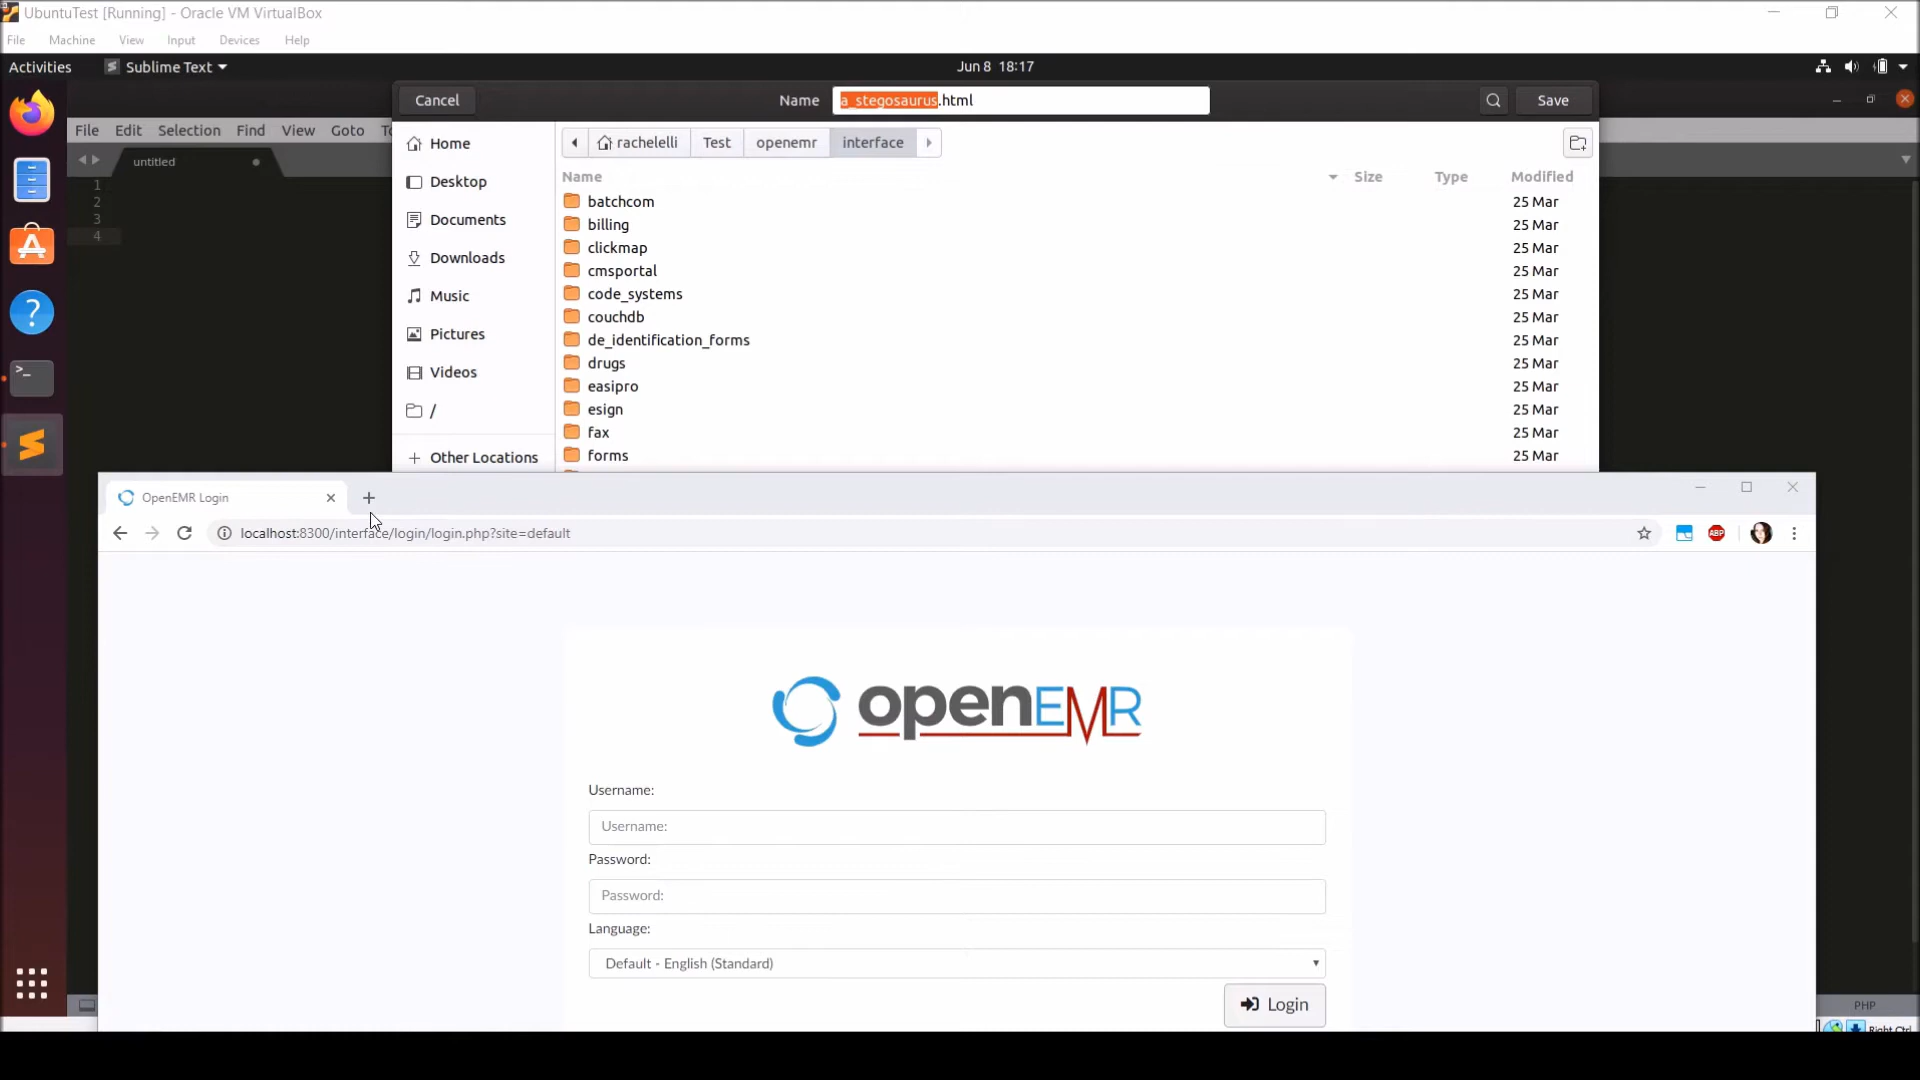 UbuntuTest [Running] - Oracle VM VirtualBox
File Machine View Input Devices Help
Activities Sublime Text Jun 8 18:17
Cancel Name a_stegosaurus.html Save
File Edit Selection Find View Goto
Home rachelelli Test openemr interface
untitled
Name Size Type Modified
Desktop
Documents
Downloads
Music
Pictures
Videos
/
Other Locations
1
2
3
4
batchcom 25 Mar
billing 25 Mar
clickmap 25 Mar
cmsportal 25 Mar
code_systems 25 Mar
couchdb 25 Mar
de_identification_forms 25 Mar
drugs 25 Mar
easipro 25 Mar
esign 25 Mar
fax 25 Mar
forms 25 Mar
OpenEMR Login
localhost:8300/interface/login/login.php?site=default
ABP
openEMR
Username:
Username:
Password:
Password:
Language:
Default - English (Standard)
Login
PHP
Right Ctrl